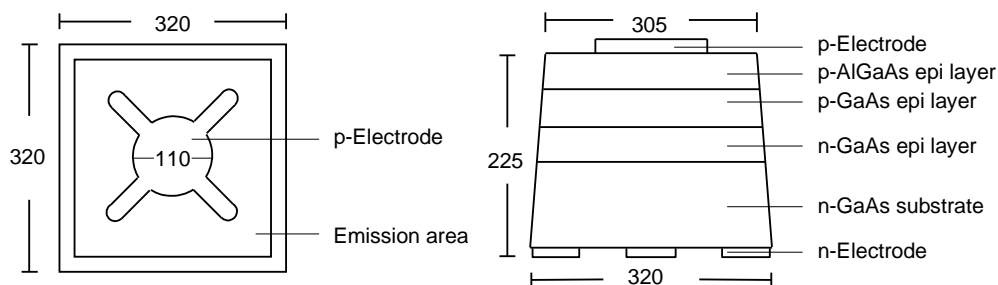 320
320
p-Electrode
110
Emission area
305
p-Electrode
p-AlGaAs epi layer
p-GaAs epi layer
n-GaAs epi layer
225
n-GaAs substrate
n-Electrode
320